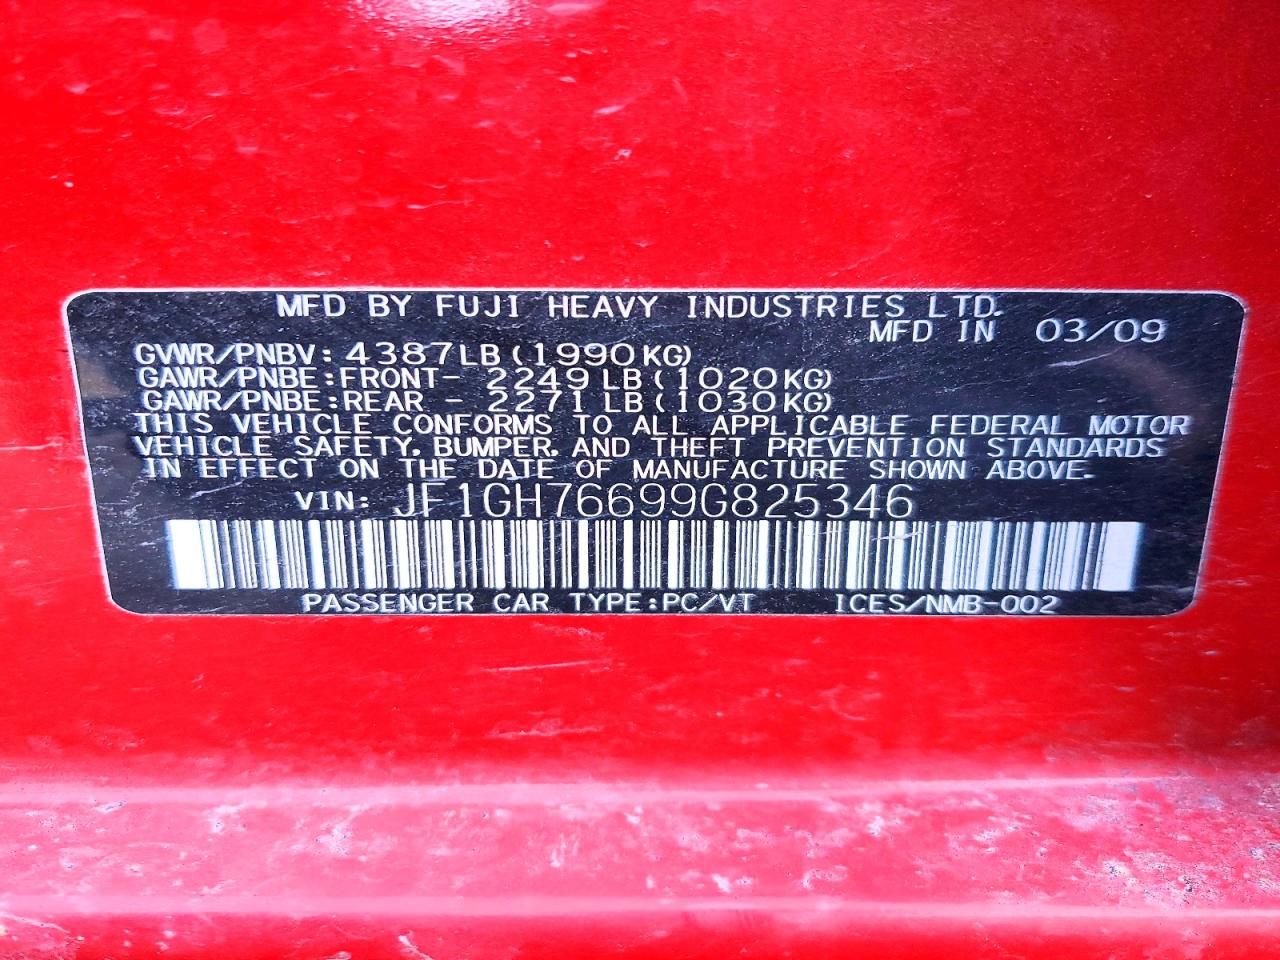 MFD BY FUJI HEAVY INDUSTRIES LTD.
MFD IN 03/09
GVWR/PNBV: 4387LB(1990KG)
GAWR/PNBE:FRONT- 2249LB(1020KG)
GAWR/PNBE:REAR - 2271LB(1030KG)
THIS VEHICLE CONFORMS TO ALL APPLICABLE FEDERAL MOTOR
VEHICLE SAFETY, BUMPER, AND THEFT PREVENTION STANDARDS
IN EFFECT ON THE DATE OF MANUFACTURE SHOWN ABOVE.
VIN: JF1GH76699G825346
PASSENGER CAR TYPE:PC/VT ICES/NMB-002